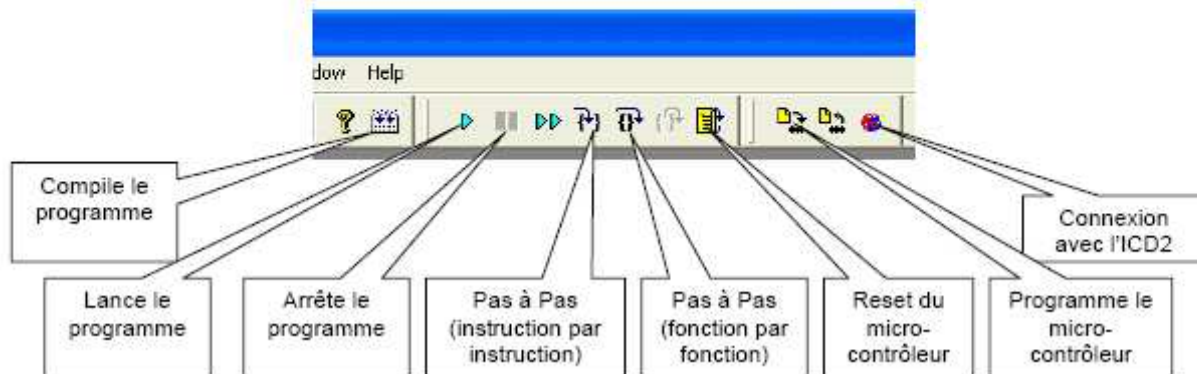 dow Help
Compile le
programme
Connexion
avec l'ICD2
Lance le
programme
Arrête le
programme
Pas à Pas
(instruction par
instruction)
Pas à Pas
(fonction par
fonction)
Reset du
micro-
contrôleur
Programme le
micro-
contrôleur